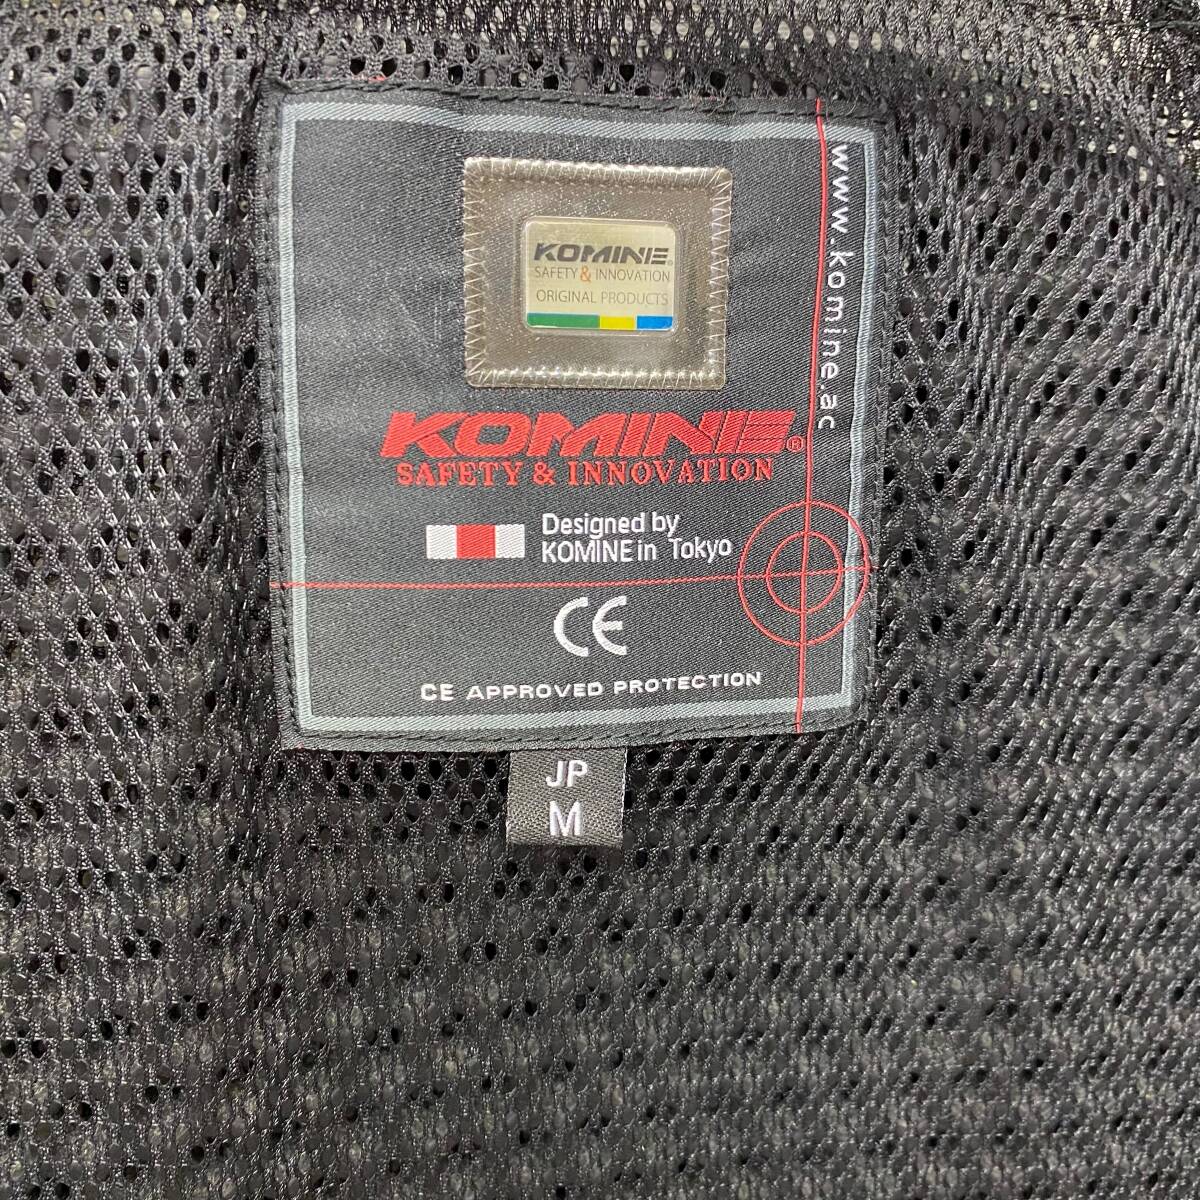 KOMINE®
SAFETY & INNOVATION
ORIGINAL PRODUCTS
www.komine.ac
KOMINE®
SAFETY & INNOVATION
Designed by
KOMINE in Tokyo
CE
CE APPROVED PROTECTION
JP
M